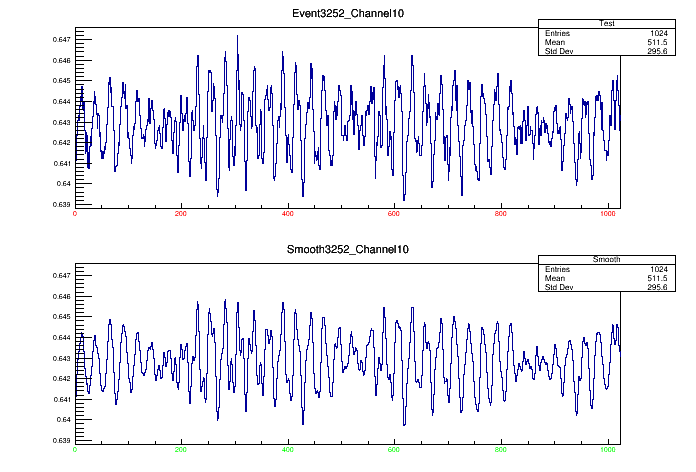 Event3252_Channel10
Test
Entries 1024
Mean 511.5
Std Dev 295.6
0.647
0.646
0.645
0.644
0.643
0.642
0.641
0.64
0.639
0 200 400 600 800 1000
Smooth3252_Channel10
Smooth
Entries 1024
Mean 511.5
Std Dev 295.6
0.647
0.646
0.645
0.644
0.643
0.642
0.641
0.64
0.639
0 200 400 600 800 1000